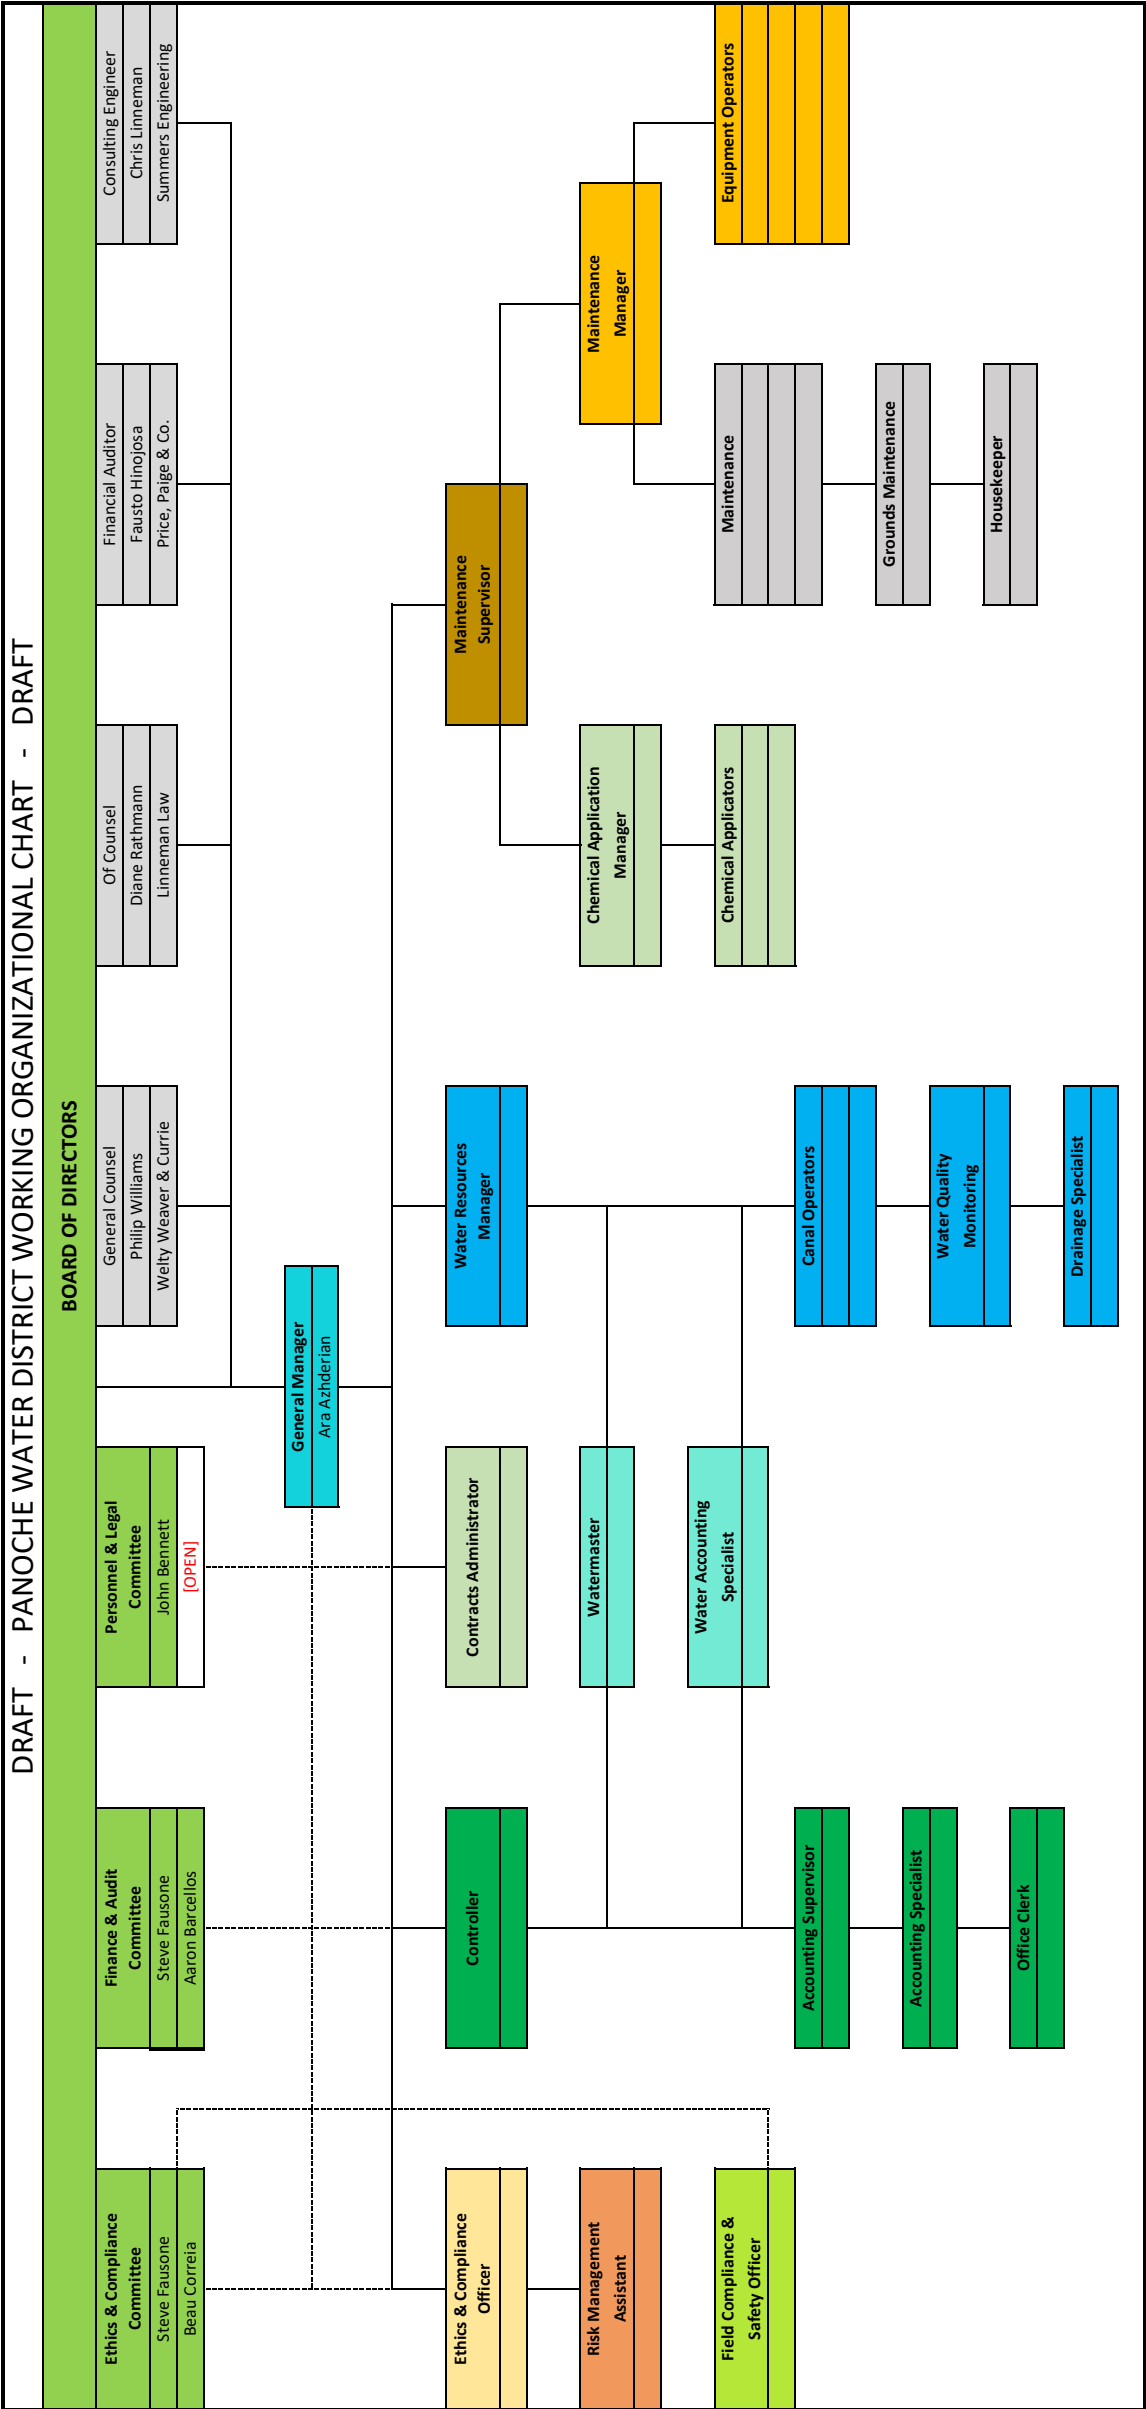 DRAFT - PANOCHE WATER DISTRICT WORKING ORGANIZATIONAL CHART - DRAFT
BOARD OF DIRECTORS
Ethics & Compliance
Committee
Steve Fausone
Beau Correia
Finance & Audit
Committee
Steve Fausone
Aaron Barcellos
Personnel & Legal
Committee
John Bennett
[OPEN]
General Counsel
Philip Williams
Welty Weaver & Currie
Of Counsel
Diane Rathmann
Linneman Law
Financial Auditor
Fausto Hinojosa
Price, Paige & Co.
Consulting Engineer
Chris Linneman
Summers Engineering
General Manager
Ara Azhderian
Ethics & Compliance
Officer
Controller
Contracts Administrator
Water Resources
Manager
Maintenance
Supervisor
Risk Management
Assistant
Watermaster
Chemical Application
Manager
Maintenance
Manager
Water Accounting
Specialist
Field Compliance &
Safety Officer
Chemical Applicators
Maintenance
Equipment Operators
Accounting Supervisor
Canal Operators
Grounds Maintenance
Accounting Specialist
Water Quality
Monitoring
Housekeeper
Office Clerk
Drainage Specialist